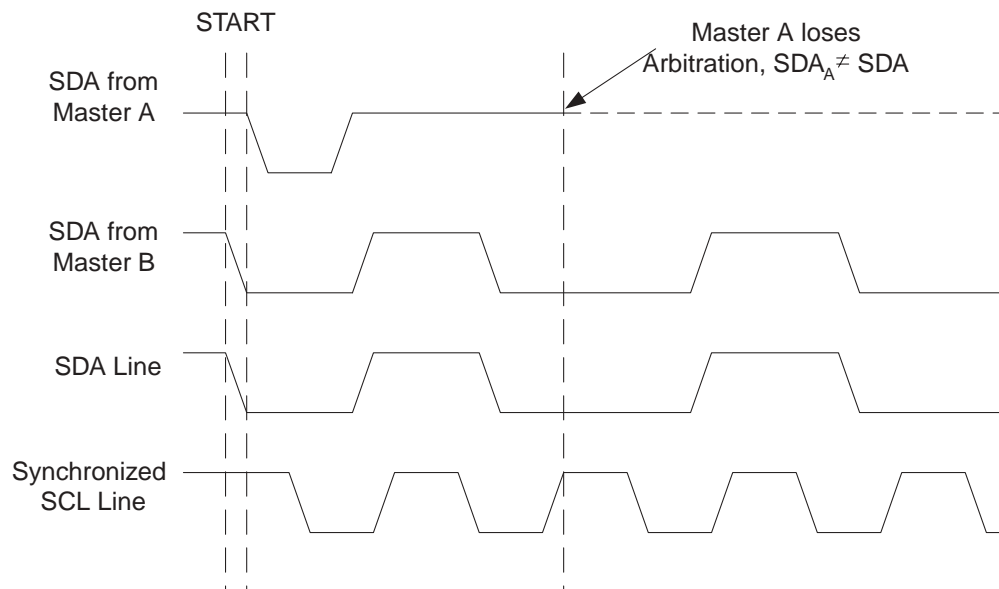 START
Master A loses
Arbitration, SDA_A ≠ SDA
SDA from
Master A
SDA from
Master B
SDA Line
Synchronized
SCL Line